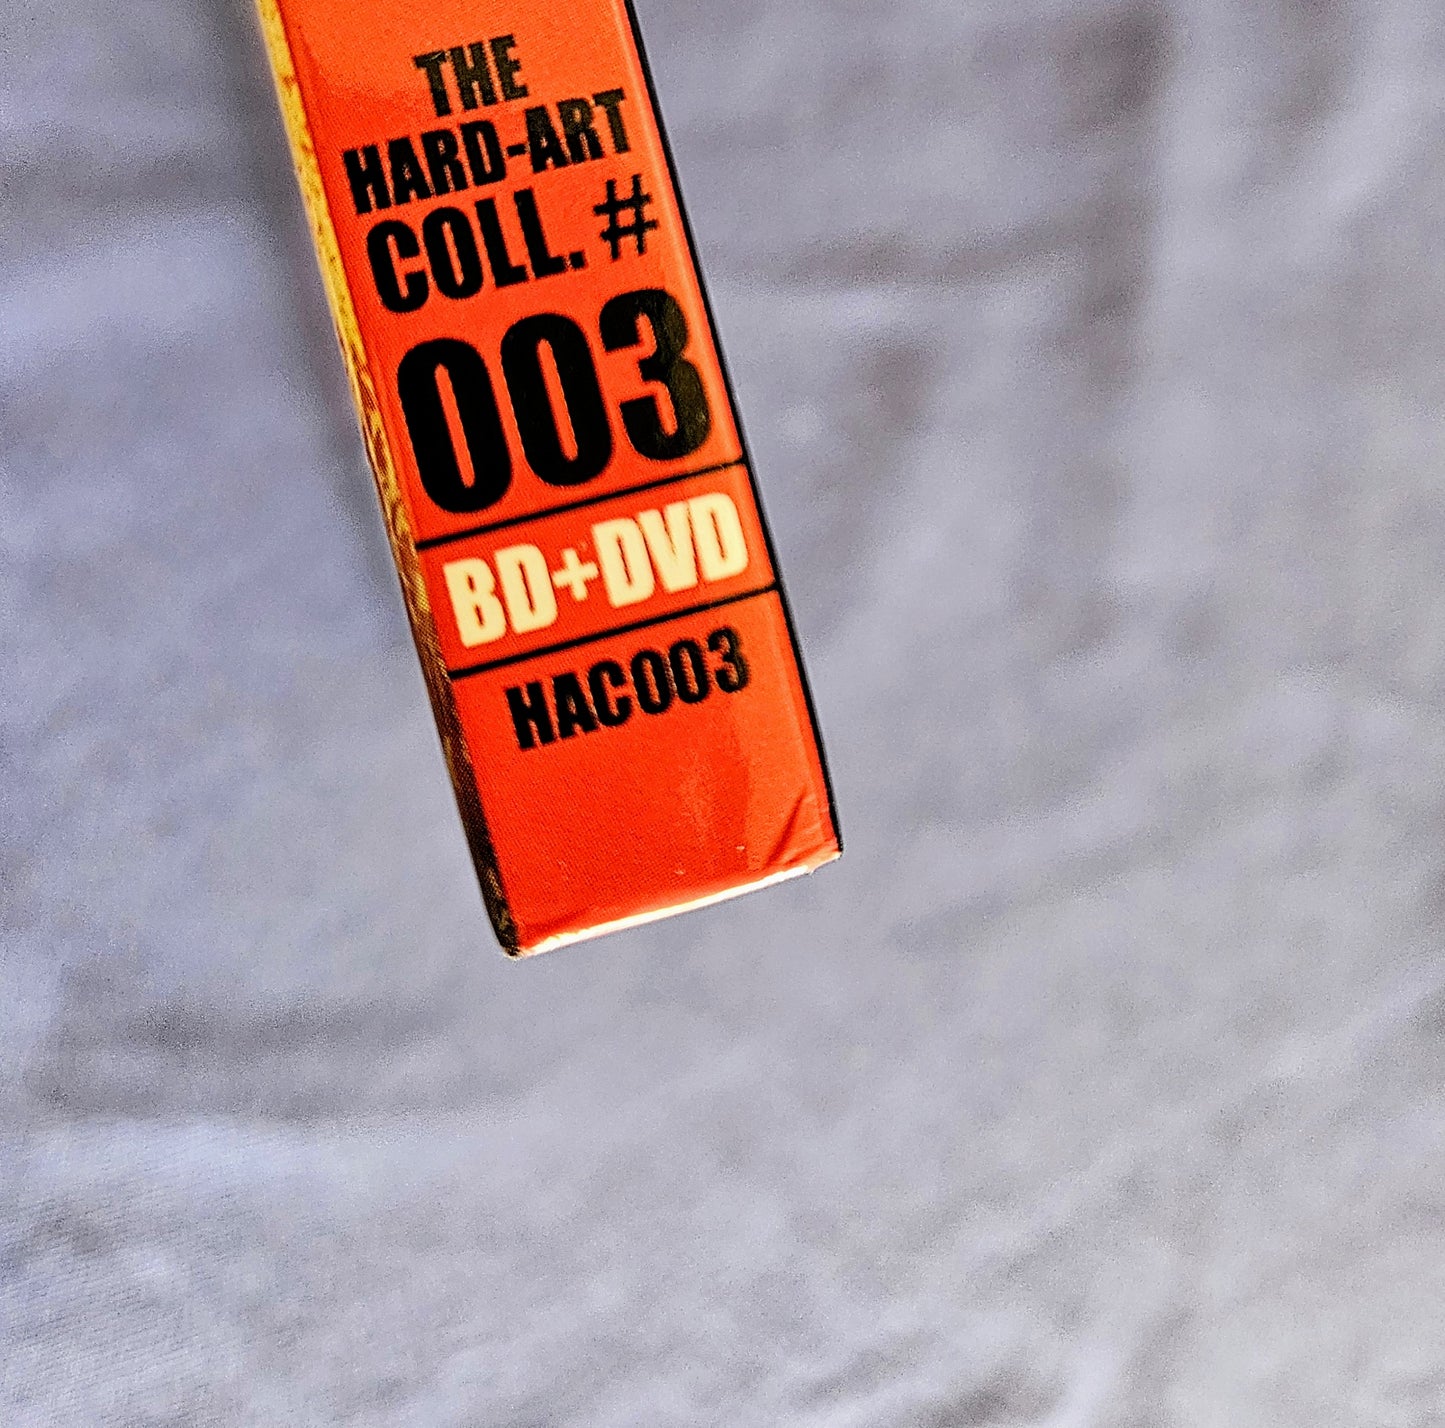 THE
HARD-ART
COLL. #
003
BD+DVD
HAC003